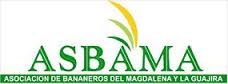 ASBAMA
ASOCIACION DE BANANEROS DEL MAGDALENA Y LA GUAJIRA